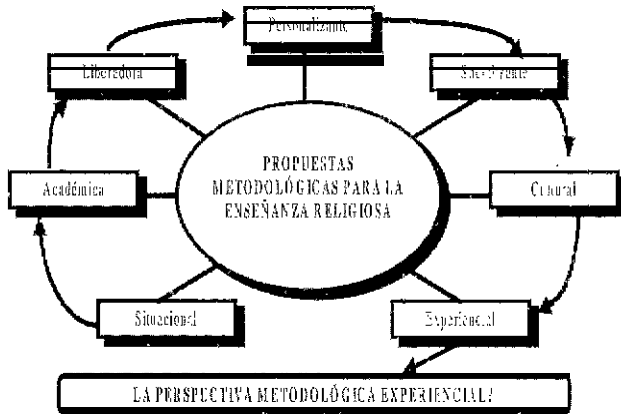 Personalizante
Liberadora
PROPUESTAS
METODOLÓGICAS PARA LA
ENSEÑANZA RELIGIOSA
Académica
Cultural
Situacional
Experiencial
LA PERSPECTIVA METODOLÓGICA EXPERIENCIAL